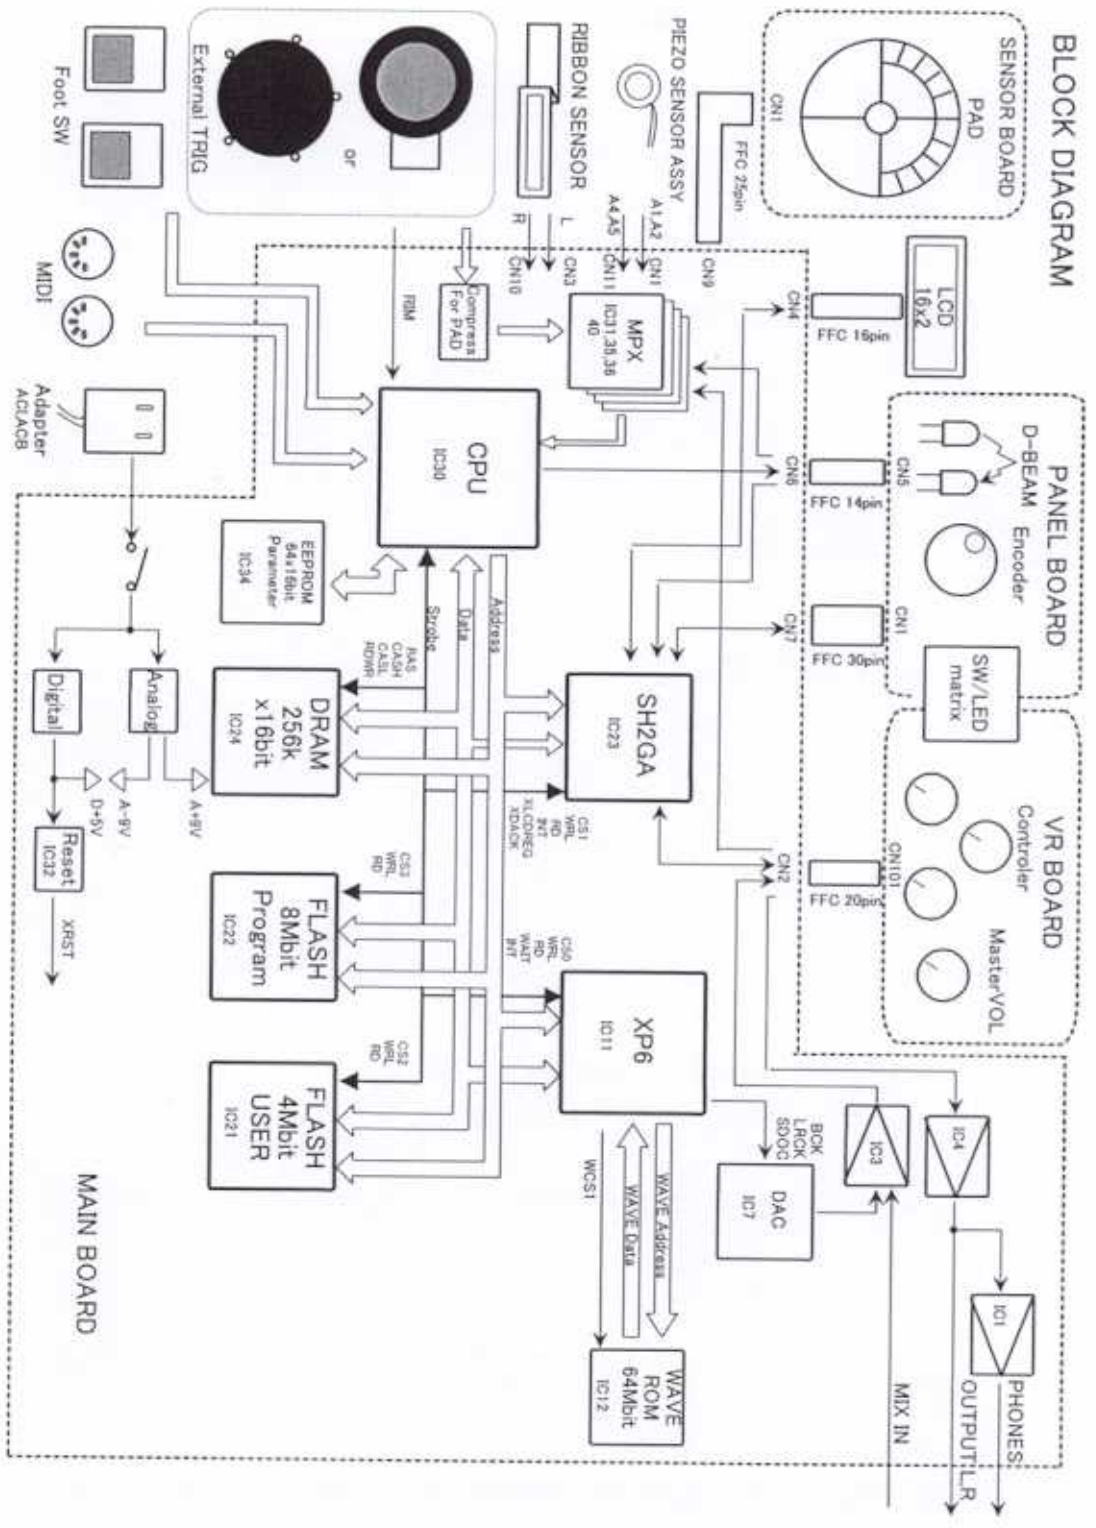 BLOCK DIAGRAM
SENSOR BOARD
PAD
CN1
FFC 25pin
PIEZO SENSOR ASSY
RIBBON SENSOR
External TRIG
or
Foot SW
MIDI
Adapter
ACI,ACB
LCD
16x2
FFC 16pin
CN4
CN9
A1,A2
A4,A5
CN1
CN11
L
R
CN3
CN10
RIM
Compress
For PAD
MPX
IC31,35,36
40
PANEL BOARD
D-BEAM
Encoder
SW/LED
matrix
CN5
FFC 14pin
CN6
CN1
FFC 30pin
CN7
VR BOARD
Controler
MasterVOL
CN101
FFC 20pin
CN2
CPU
IC30
EEPROM
64x16bit
Parameter
IC34
Address
Data
Strobe
SH2GA
IC23
CS1
WRL
RD
INT
XLCDREG
XDACK
RAS
CASH
CASL
RDWR
DRAM
256k
x16bit
IC24
Analog
Digital
A+9V
A-9V
D+5V
Reset
IC32
XRST
CS3
WRL
RD
FLASH
8Mbit
Program
IC22
CS0
WRL
RD
WAIT
INT
XP6
IC11
CS2
WRL
RD
FLASH
4Mbit
USER
IC21
BCK
LRCK
SDOC
DAC
IC7
IC3
IC4
IC1
WCS1
WAVE Address
WAVE Data
WAVE
ROM
64Mbit
IC12
PHONES
OUTPUT L,R
MIX IN
MAIN BOARD